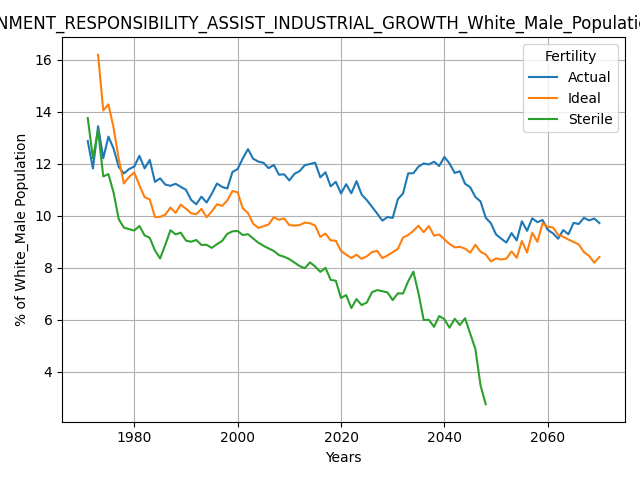 NMENT_RESPONSIBILITY_ASSIST_INDUSTRIAL_GROWTH_White_Male_Populati
Fertility
Actual
Ideal
Sterile
% of White_Male Population
16
14
12
10
8
6
4
1980 2000 2020 2040 2060
Years